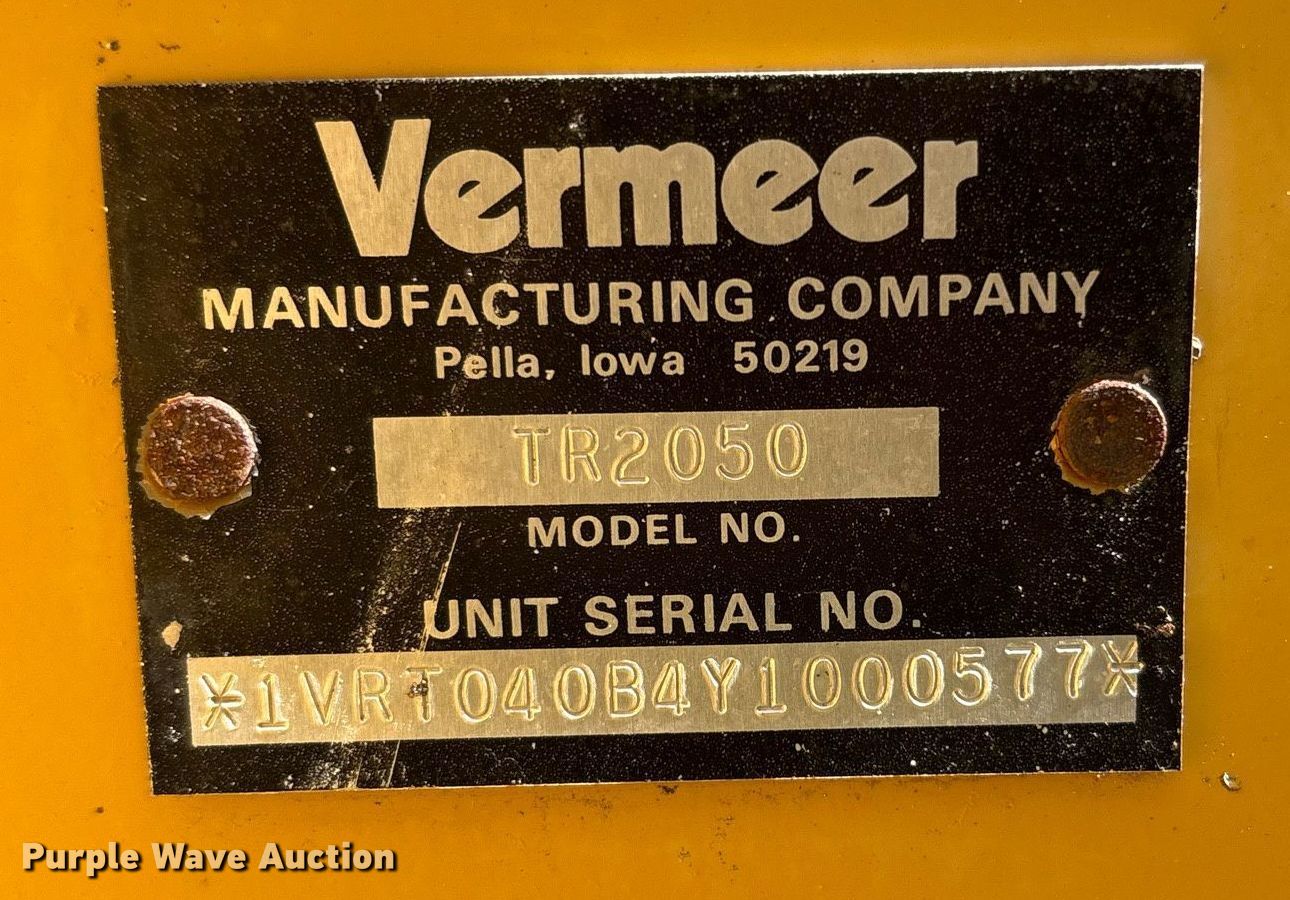 Vermeer
MANUFACTURING COMPANY
Pella, Iowa 50219
TR2050
MODEL NO.
UNIT SERIAL NO.
*1VRT040B4Y1000577*
Purple Wave Auction